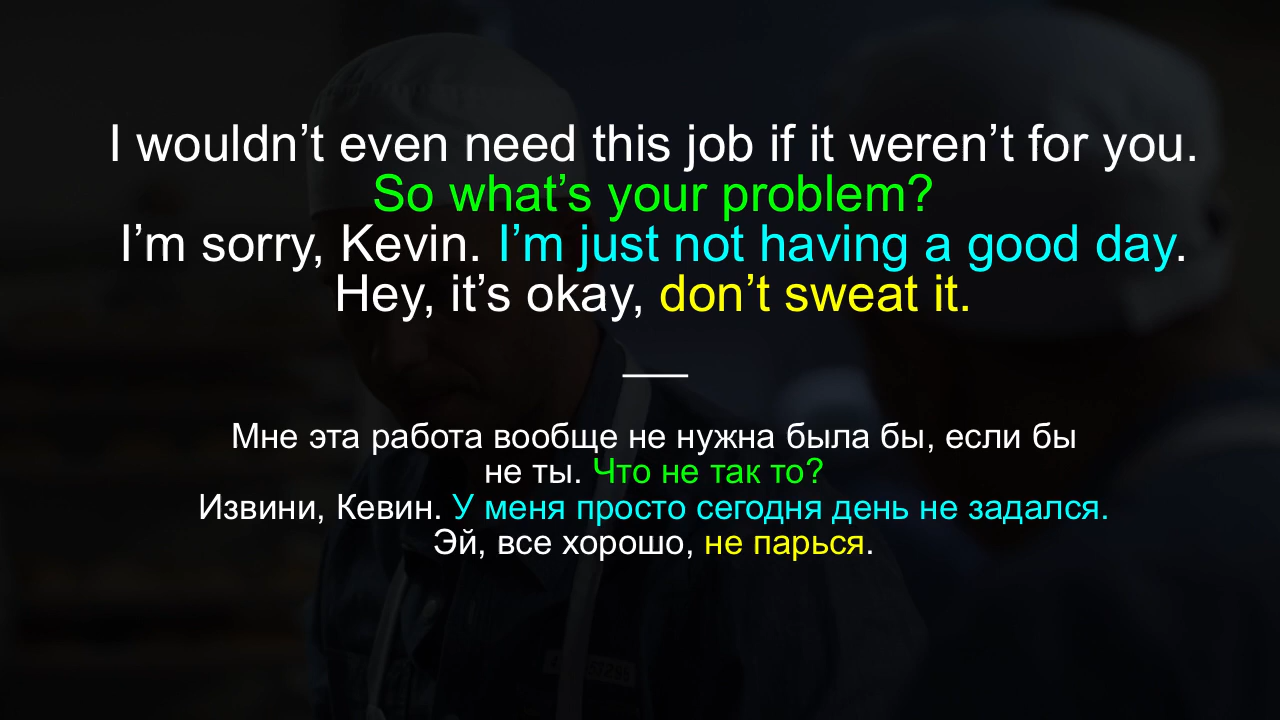 I wouldn’t even need this job if it weren’t for you.
So what’s your problem?
I’m sorry, Kevin. I’m just not having a good day.
Hey, it’s okay, don’t sweat it.
Мне эта работа вообще не нужна была бы, если бы
не ты. Что не так то?
Извини, Кевин. У меня просто сегодня день не задался.
Эй, все хорошо, не парься.